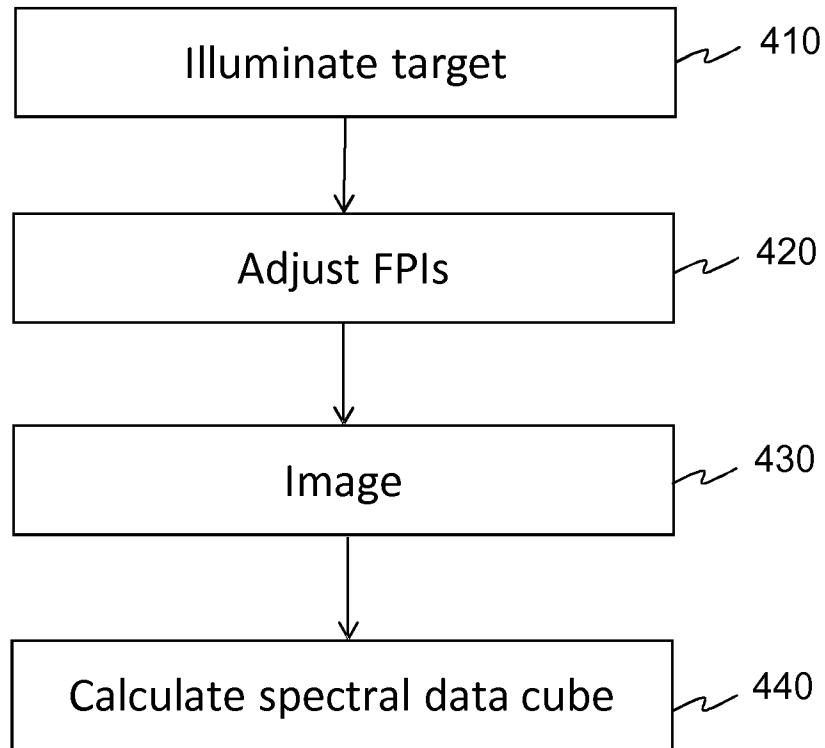 Illuminate target
410
Adjust FPIs
420
Image
430
Calculate spectral data cube
440